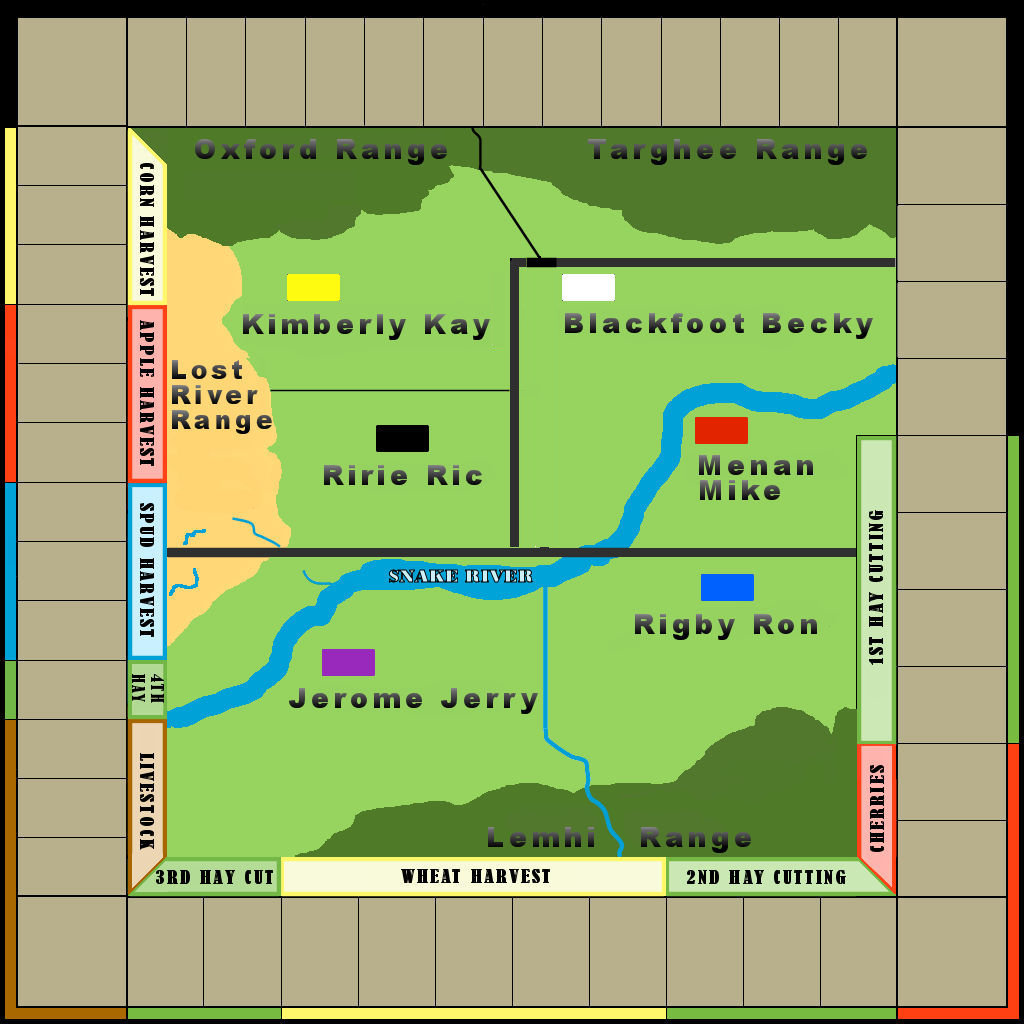 Oxford Range
Targhee Range
CORN HARVEST
Kimberly Kay
Blackfoot Becky
APPLE HARVEST
Lost
River
Range
Ririe Ric
Menan
Mike
SPUD HARVEST
1ST HAY CUTTING
SNAKE RIVER
Rigby Ron
4TH
HAY
Jerome Jerry
LIVESTOCK
CHERRIES
Lemhi Range
3RD HAY CUT
WHEAT HARVEST
2ND HAY CUTTING